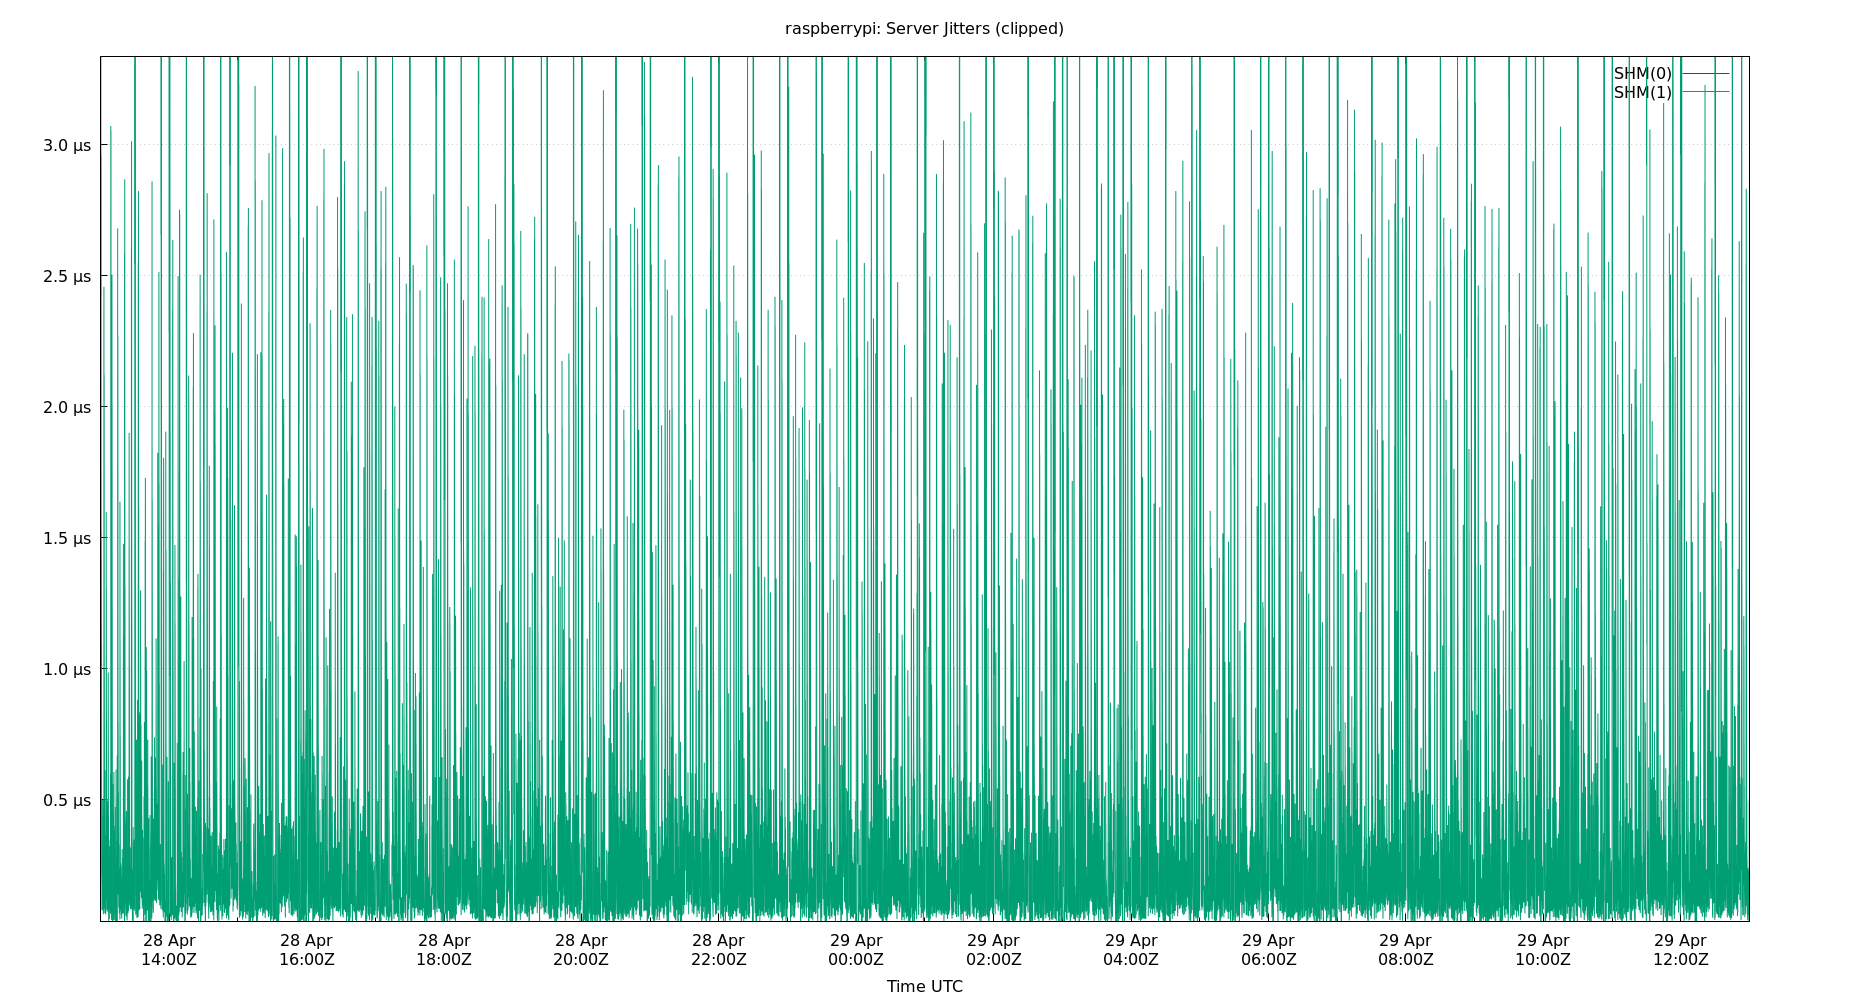 raspberrypi: Server Jitters (clipped)
SHM(0)
SHM(1)
3.0 µs
2.5 µs
2.0 µs
1.5 µs
1.0 µs
0.5 µs
28 Apr 28 Apr 28 Apr 28 Apr 28 Apr 29 Apr 29 Apr 29 Apr 29 Apr 29 Apr 29 Apr 29 Apr
14:00Z 16:00Z 18:00Z 20:00Z 22:00Z 00:00Z 02:00Z 04:00Z 06:00Z 08:00Z 10:00Z 12:00Z
Time UTC